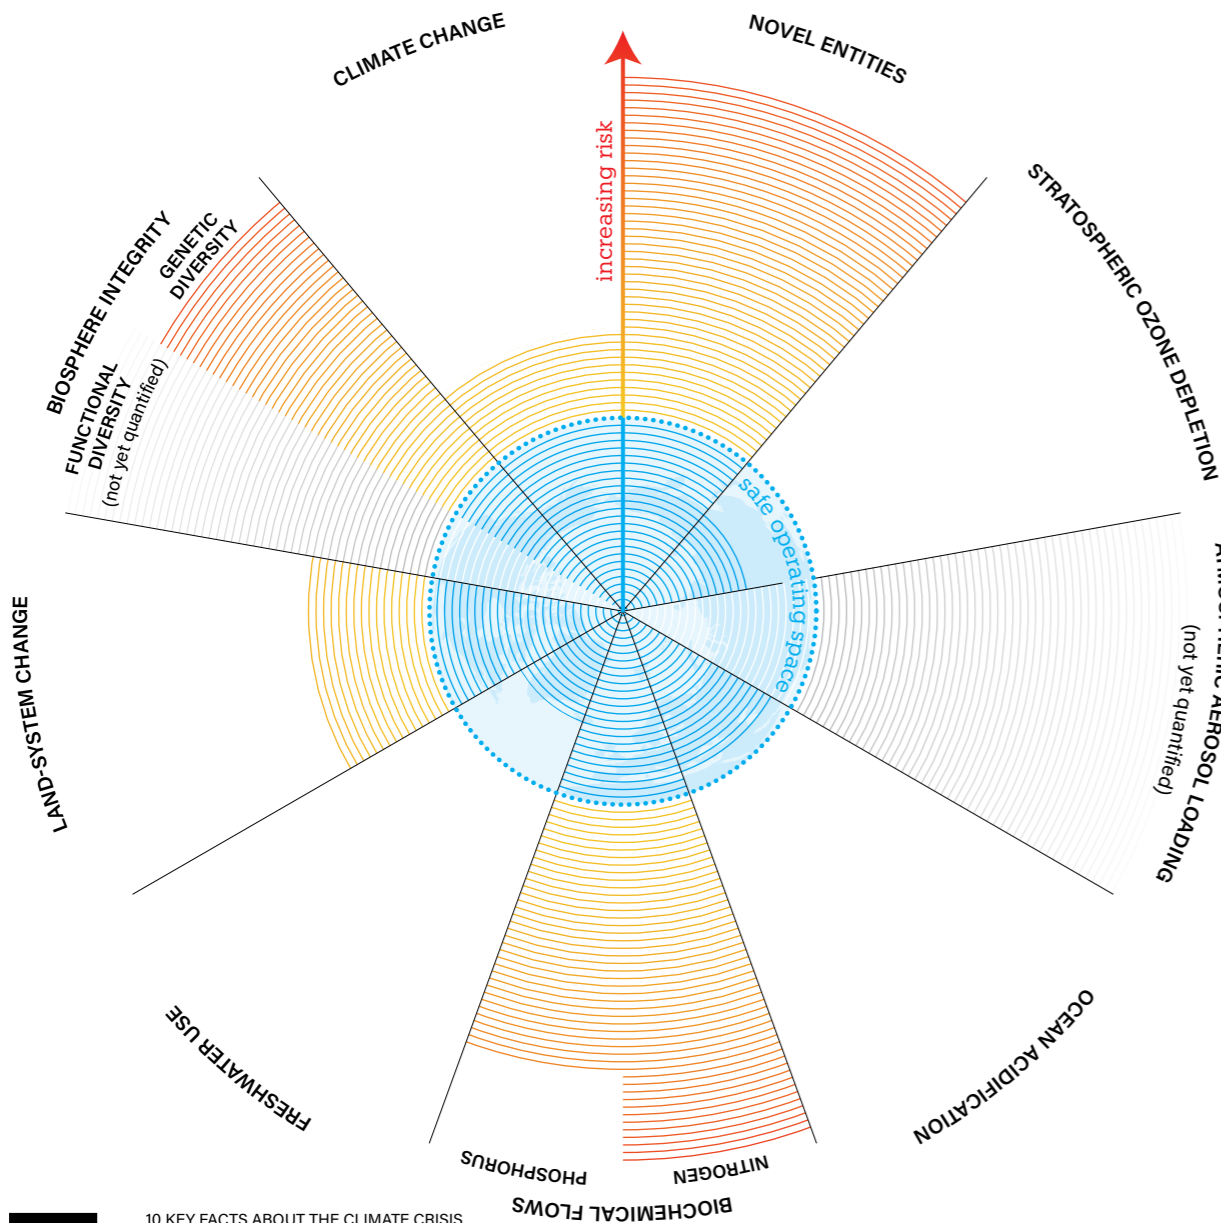 CLIMATE CHANGE
NOVEL ENTITIES
increasing risk
STRATOSPHERIC OZONE DEPLETION
BIOSPHERE INTEGRITY
GENETIC
DIVERSITY
FUNCTIONAL
DIVERSITY
(not yet quantified)
safe operating space
AEROSOL LOADING
(not yet quantified)
LAND-SYSTEM CHANGE
FRESHWATER USE
OCEAN ACIDIFICATION
PHOSPHORUS
NITROGEN
BIOCHEMICAL FLOWS
10 KEY FACTS ABOUT THE CLIMATE CRISIS